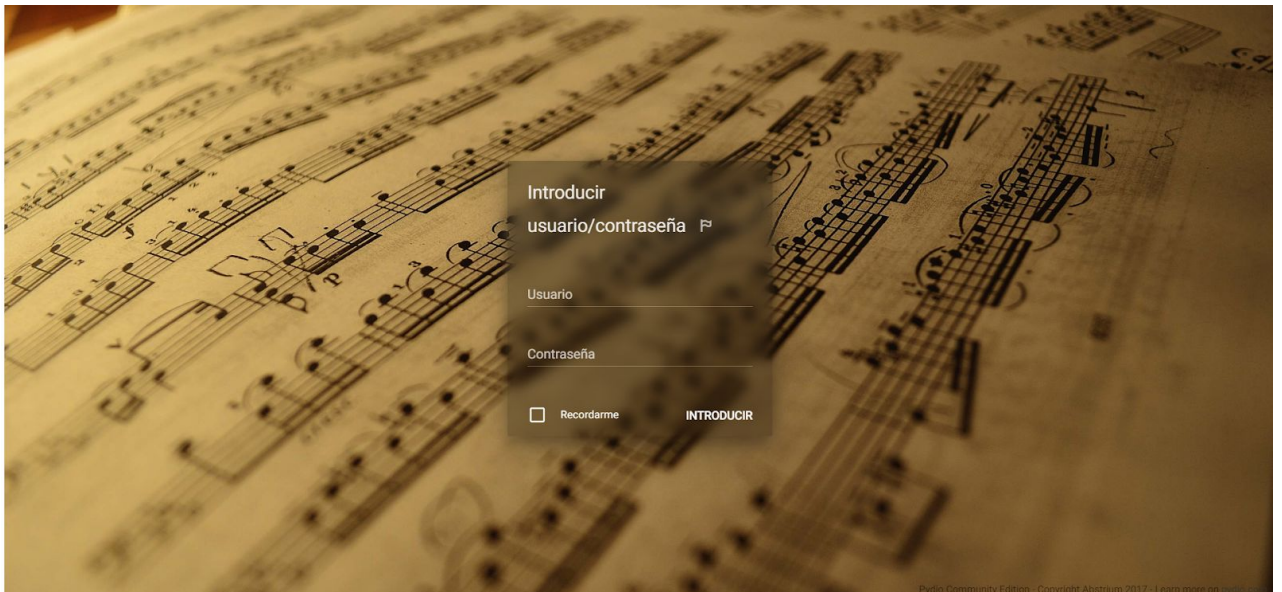 Introducir
usuario/contraseña
Usuario
Contraseña
Recordarme INTRODUCIR
Pydio Community Edition - Copyright Abstrium 2017 - Learn more on